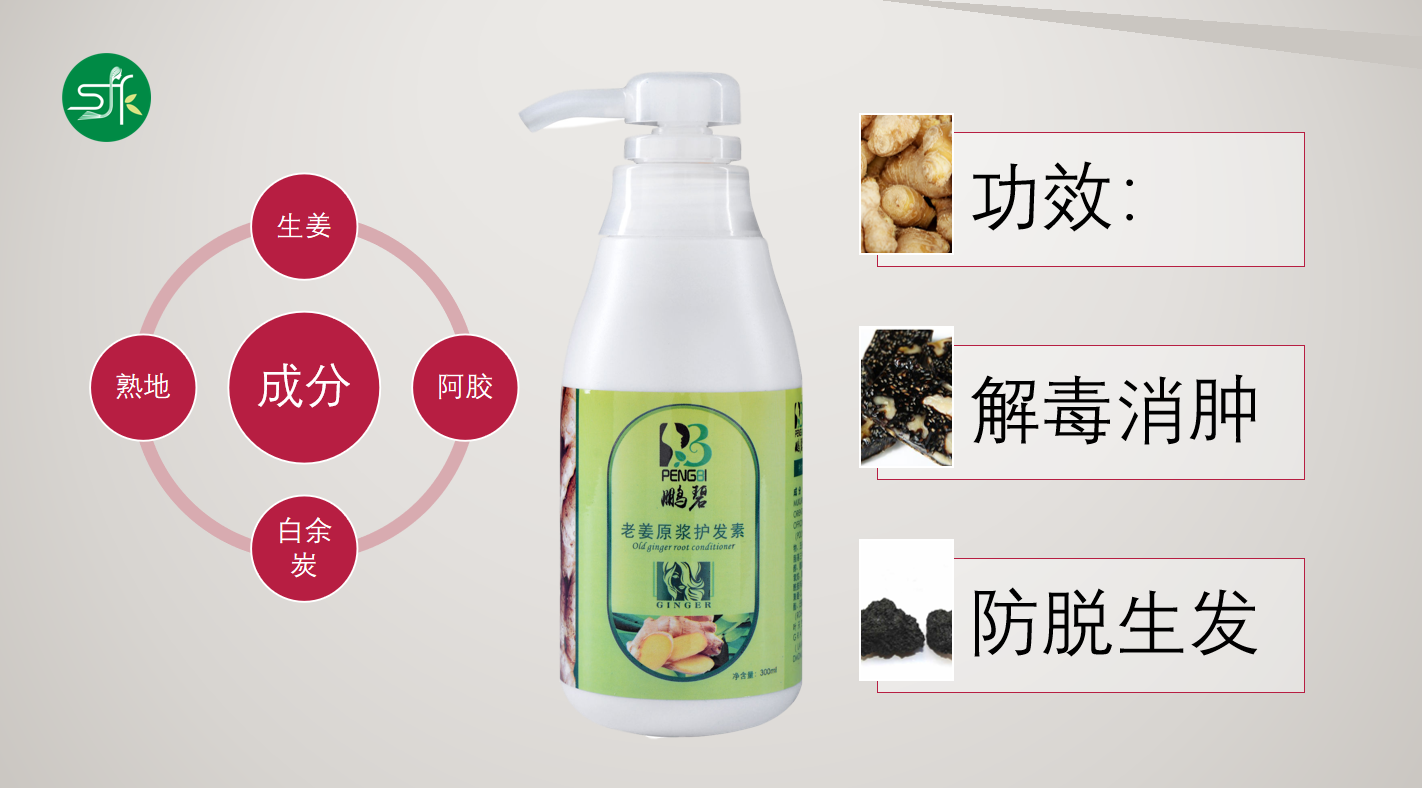 生姜
熟地
成分
阿胶
白余
炭
PENGBI
鹏碧
老姜原浆护发素
Old ginger root conditioner
GINGER
净含量：300ml
功效：
解毒消肿
防脱生发